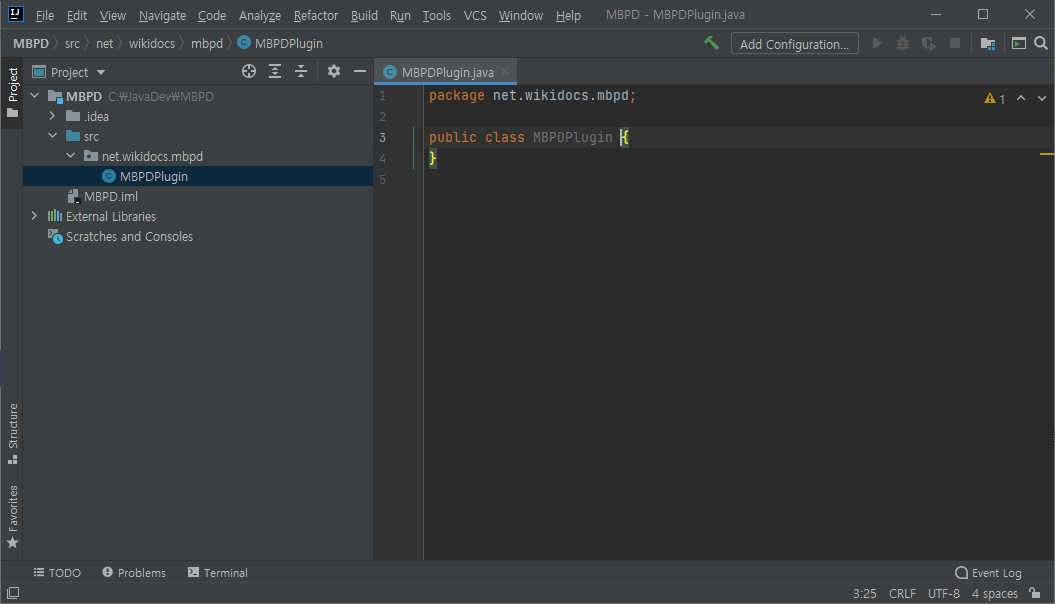 IJ File Edit View Navigate Code Analyze Refactor Build Run Tools VCS Window Help MBPD - MBPDPlugin.java
MBPD src net wikidocs mbpd C MBPDPlugin Add Configuration...
Project
Project
C MBPDPlugin.java
MBPD C:₩JavaDev₩MBPD
.idea
src
net.wikidocs.mbpd
C MBPDPlugin
MBPD.iml
External Libraries
Scratches and Consoles
1 package net.wikidocs.mbpd;
1
2
3 public class MBPDPlugin {
4 }
5
Structure
Favorites
TODO Problems Terminal Event Log
3:25 CRLF UTF-8 4 spaces